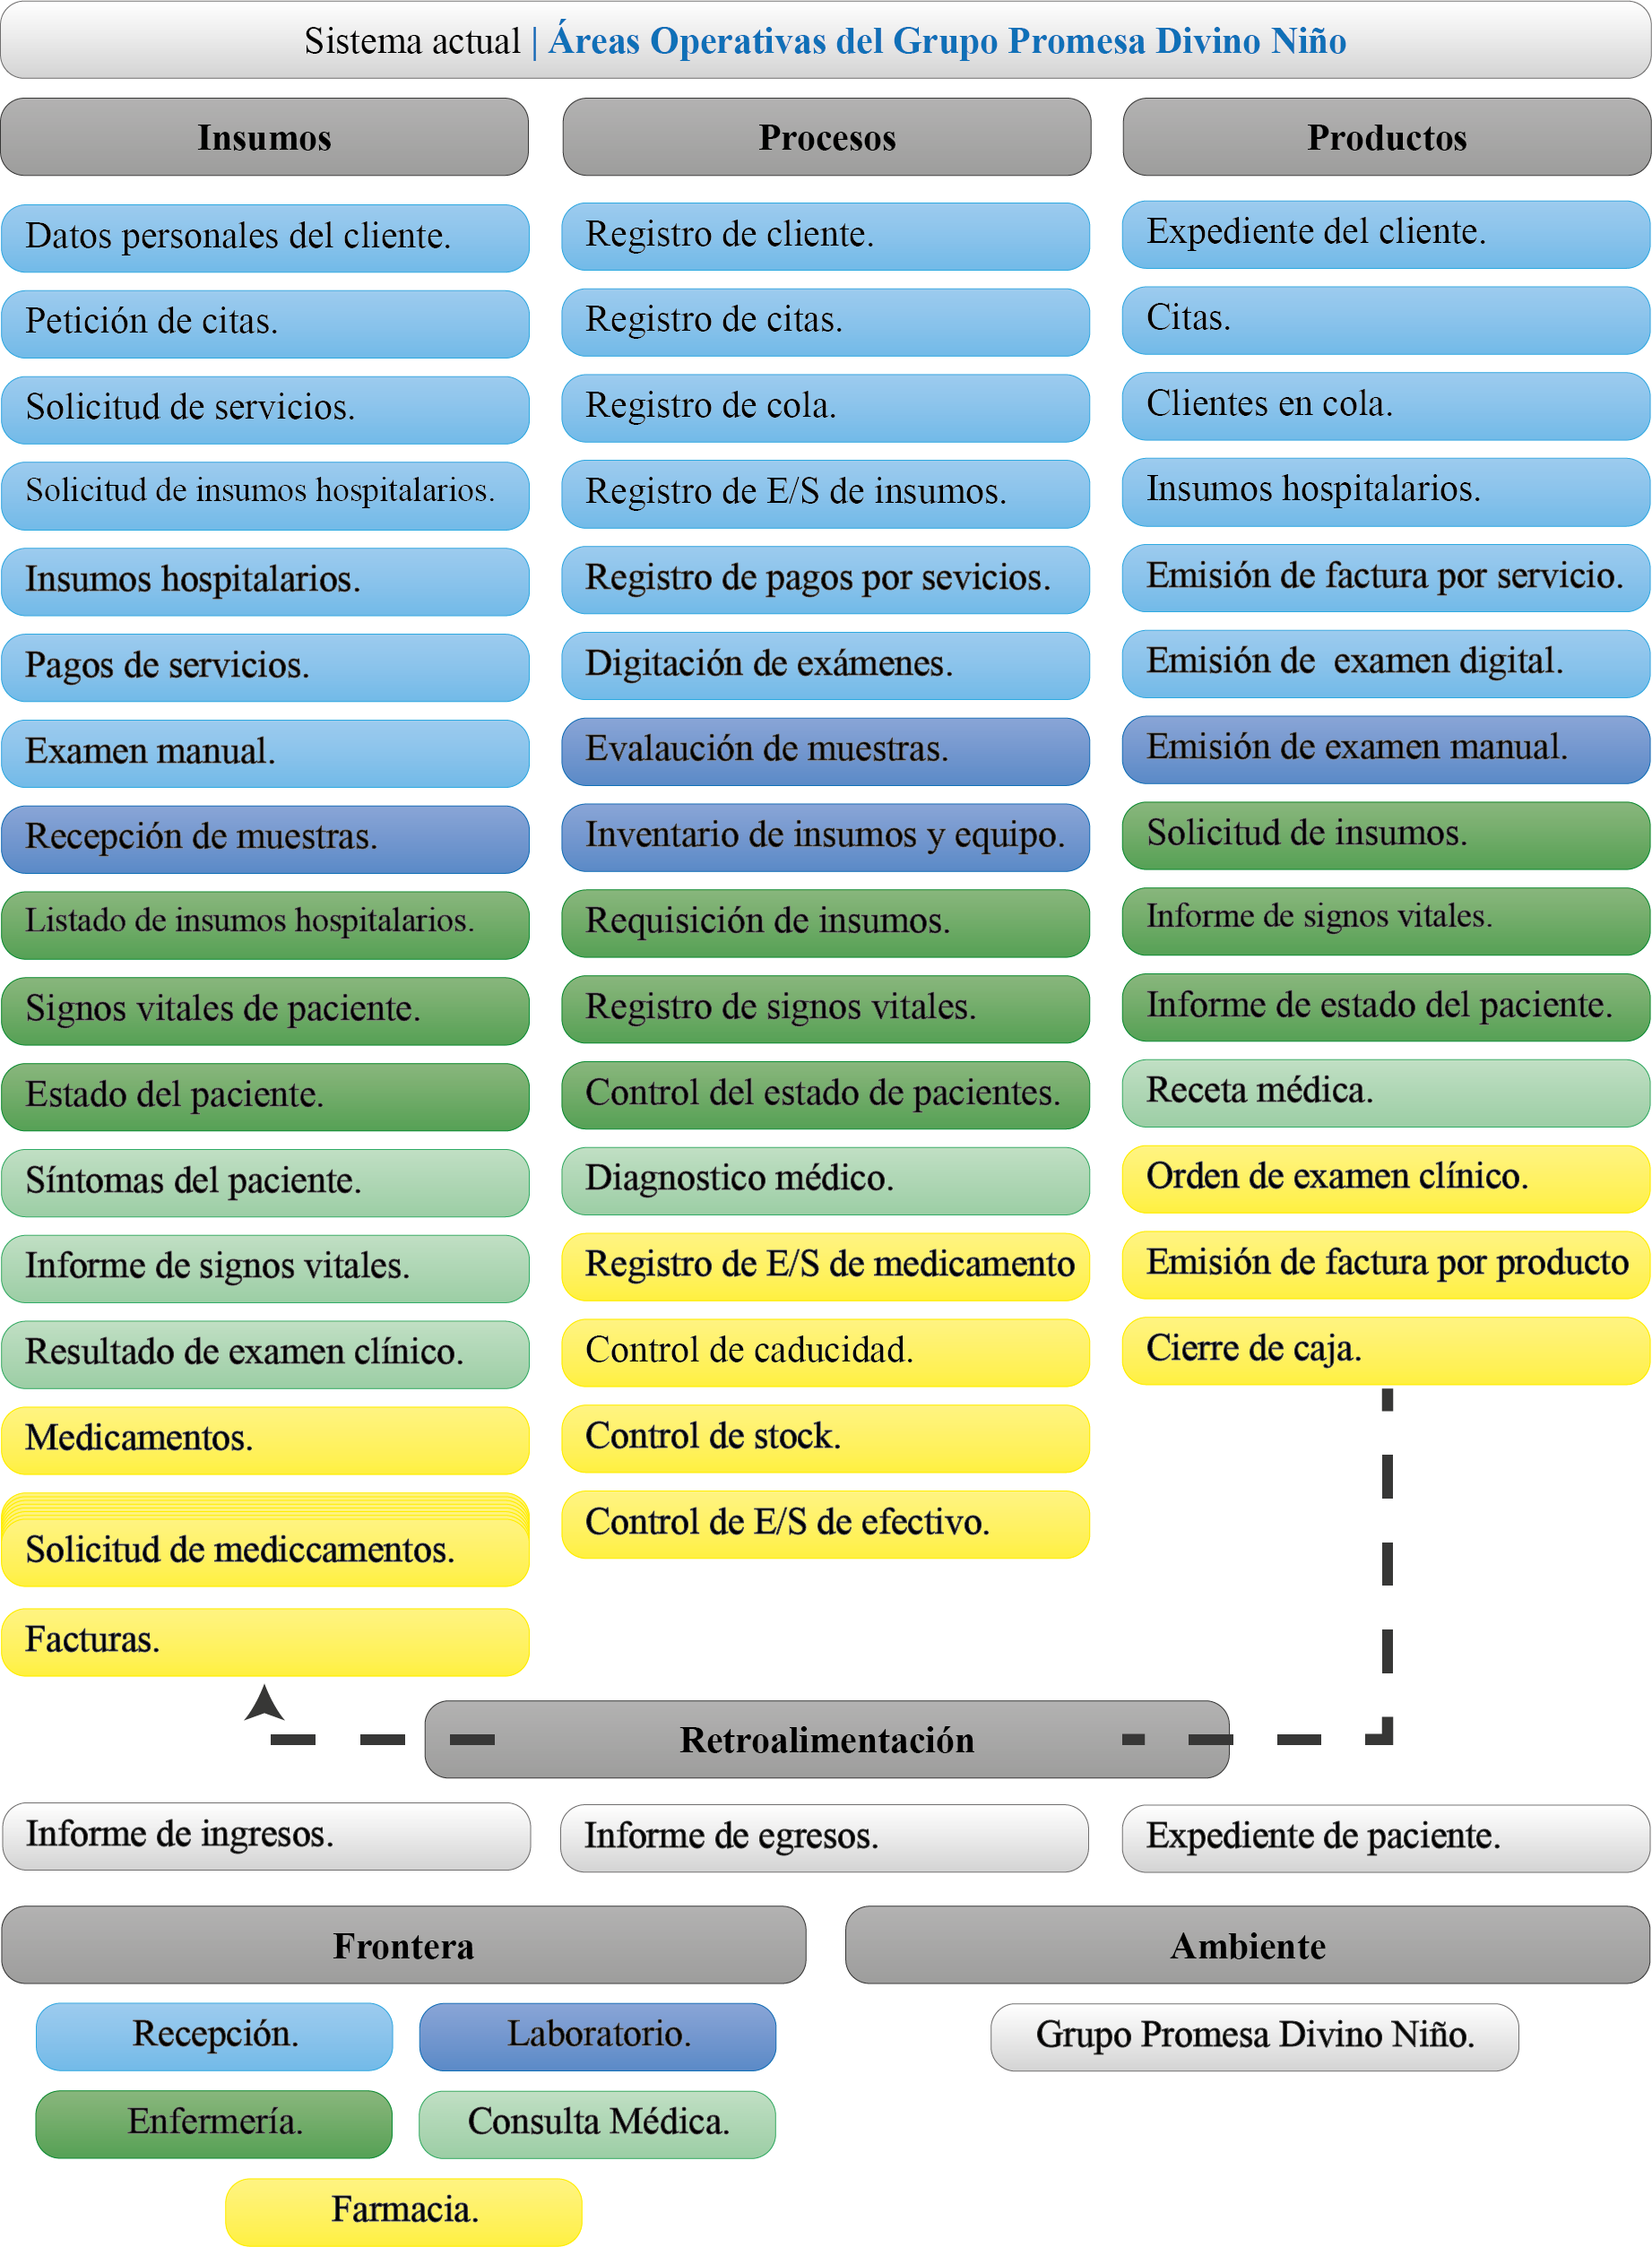 Sistema actual | Áreas Operativas del Grupo Promesa Divino Niño
Insumos
Procesos
Productos
Datos personales del cliente.
Registro de cliente.
Expediente del cliente.
Petición de citas.
Registro de citas.
Citas.
Solicitud de servicios.
Registro de cola.
Clientes en cola.
Solicitud de insumos hospitalarios.
Registro de E/S de insumos.
Insumos hospitalarios.
Insumos hospitalarios.
Registro de pagos por sevicios.
Emisión de factura por servicio.
Pagos de servicios.
Digitación de exámenes.
Emisión de examen digital.
Examen manual.
Evalaución de muestras.
Emisión de examen manual.
Recepción de muestras.
Inventario de insumos y equipo.
Solicitud de insumos.
Listado de insumos hospitalarios.
Requisición de insumos.
Informe de signos vitales.
Signos vitales de paciente.
Registro de signos vitales.
Informe de estado del paciente.
Estado del paciente.
Control del estado de pacientes.
Receta médica.
Síntomas del paciente.
Diagnostico médico.
Orden de examen clínico.
Informe de signos vitales.
Registro de E/S de medicamento
Emisión de factura por producto
Resultado de examen clínico.
Control de caducidad.
Cierre de caja.
Medicamentos.
Control de stock.
Solicitud de mediccamentos.
Control de E/S de efectivo.
Facturas.
Retroalimentación
Informe de ingresos.
Informe de egresos.
Expediente de paciente.
Frontera
Ambiente
Recepción.
Laboratorio.
Grupo Promesa Divino Niño.
Enfermería.
Consulta Médica.
Farmacia.